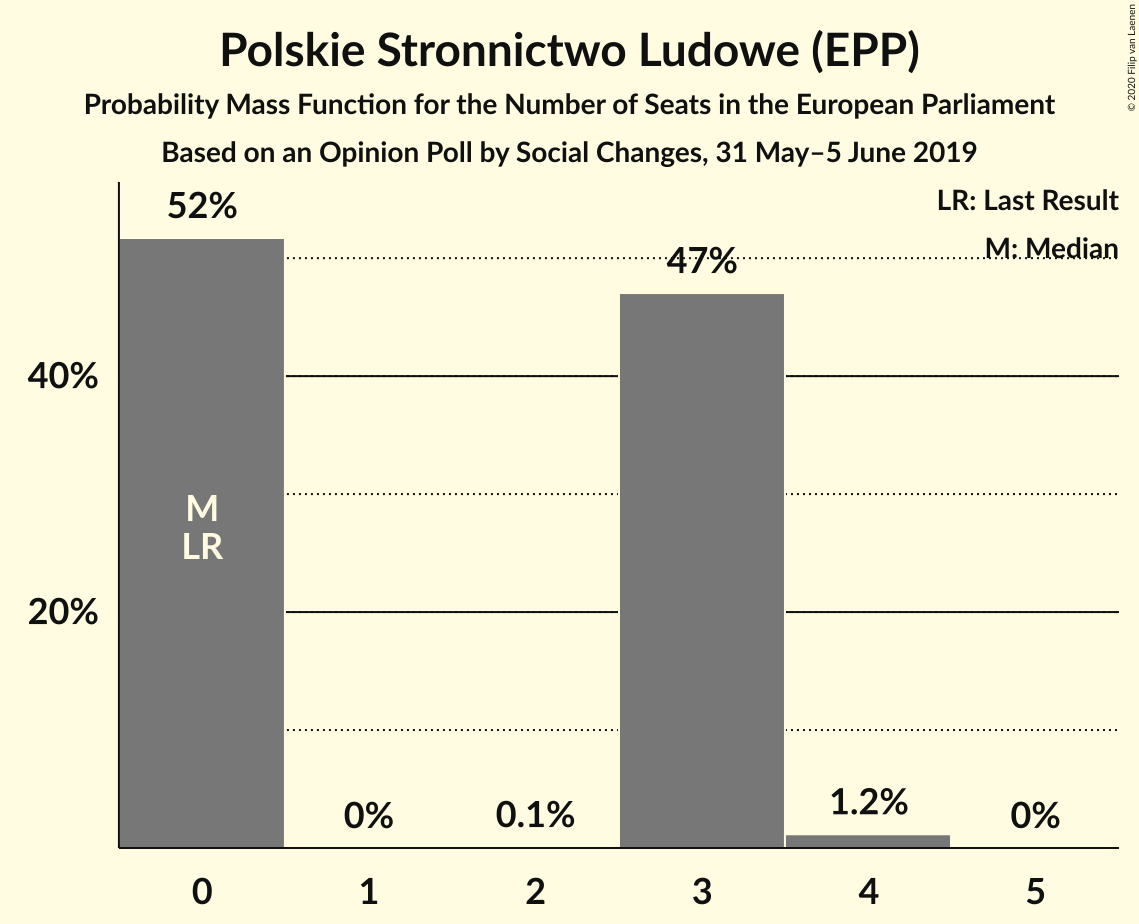 Polskie Stronnictwo Ludowe (EPP)
Probability Mass Function for the Number of Seats in the European Parliament
Based on an Opinion Poll by Social Changes, 31 May–5 June 2019
© 2020 Filip van Laenen
LR: Last Result
M: Median
52%
47%
40%
M
LR
20%
0%
0.1%
1.2%
0%
0 1 2 3 4 5